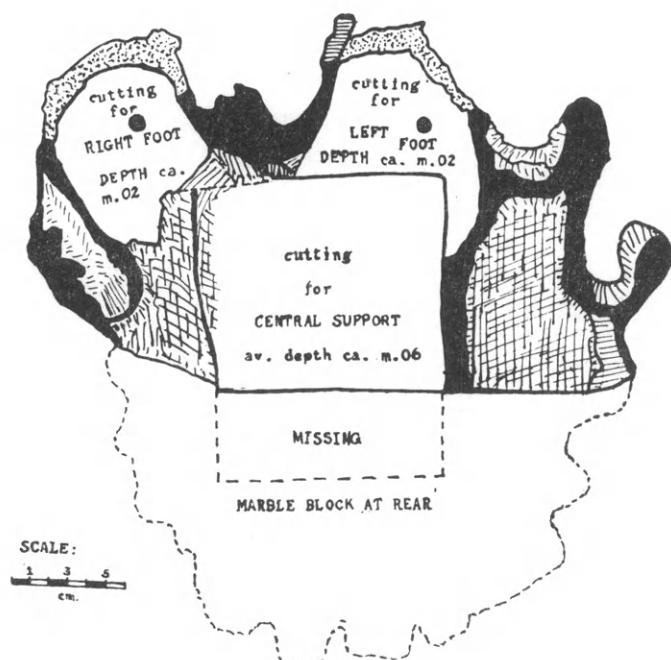 cutting
for
RIGHT FOOT
DEPTH ca.
m.02
cutting
for
LEFT FOOT
DEPTH ca. m.02
cutting
for
CENTRAL SUPPORT
av. depth ca. m.06
MISSING
MARBLE BLOCK AT REAR
SCALE:
1 3 5
cm.